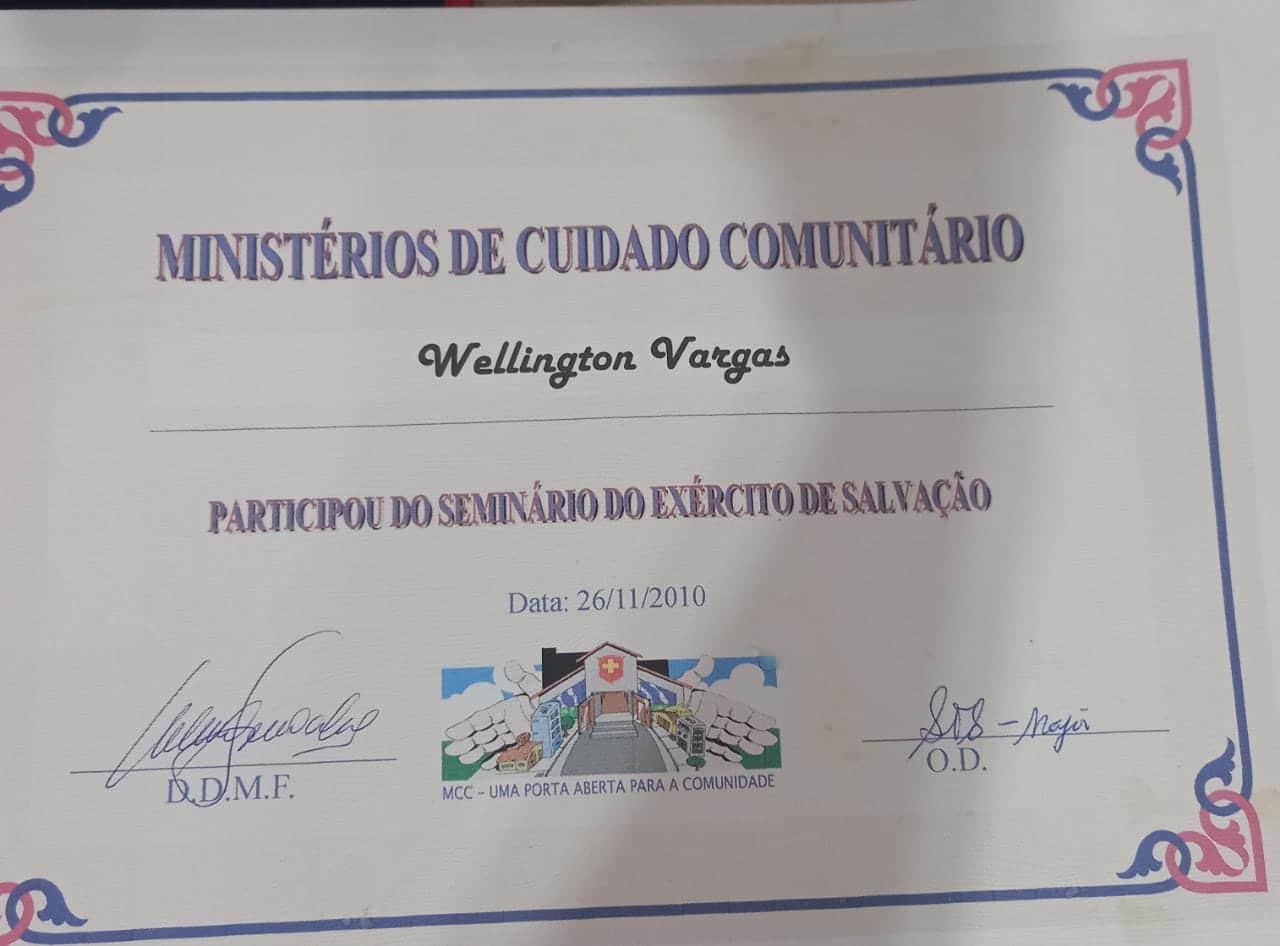 MINISTÉRIOS DE CUIDADO COMUNITÁRIO
Wellington Vargas
PARTICIPOU DO SEMINÁRIO DO EXÉRCITO DE SALVAÇÃO
Data: 26/11/2010
D.D.M.F.
MCC - UMA PORTA ABERTA PARA A COMUNIDADE
- Major
O.D.